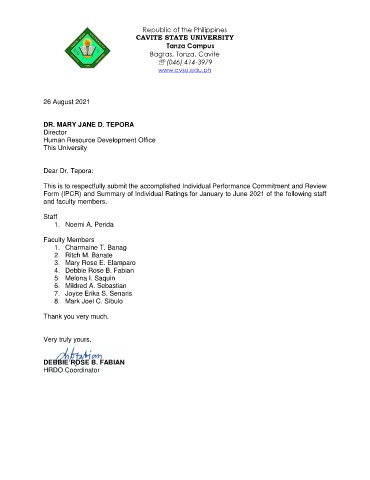 Republic of the Philippines
CAVITE STATE UNIVERSITY
Tanza Campus
Bagtas, Tanza, Cavite
☏ (046) 414-3979
www.cvsu.edu.ph
26 August 2021
DR. MARY JANE D. TEPORA
Director
Human Resource Development Office
This University
Dear Dr. Tepora:
This is to respectfully submit the accomplished Individual Performance Commitment and Review
Form (IPCR) and Summary of Individual Ratings for January to June 2021 of the following staff
and faculty members.
Staff
1. Noemi A. Perida
Faculty Members
1. Charmaine T. Banag
2. Ritch M. Banate
3. Mary Rose E. Elamparo
4. Debbie Rose B. Fabian
5. Melona I. Saquin
6. Mildred A. Sebastian
7. Joyce Erika S. Senaris
8. Mark Joel C. Sibulo
Thank you very much.
Very truly yours,
DEBBIE ROSE B. FABIAN
HRDO Coordinator